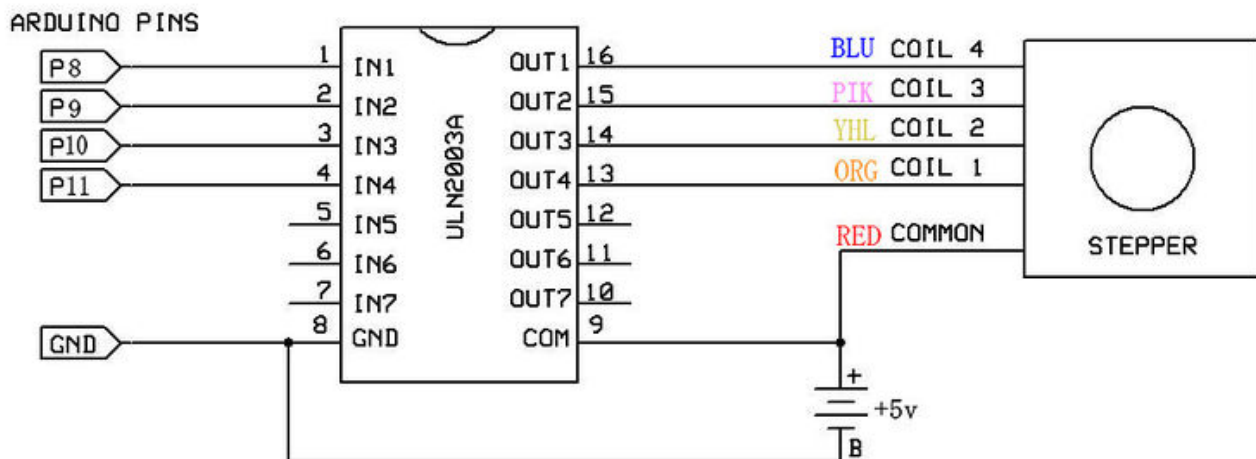 ARDUINO PINS
P8 1 IN1 OUT1 16 BLU COIL 4
P9 2 IN2 OUT2 15 PIK COIL 3
P10 3 IN3 OUT3 14 YHL COIL 2
P11 4 IN4 OUT4 13 ORG COIL 1
ULN2003A
5 IN5 OUT5 12
6 IN6 OUT6 11
RED COMMON
STEPPER
7 IN7 OUT7 10
GND 8 GND COM 9
+
+5v
B